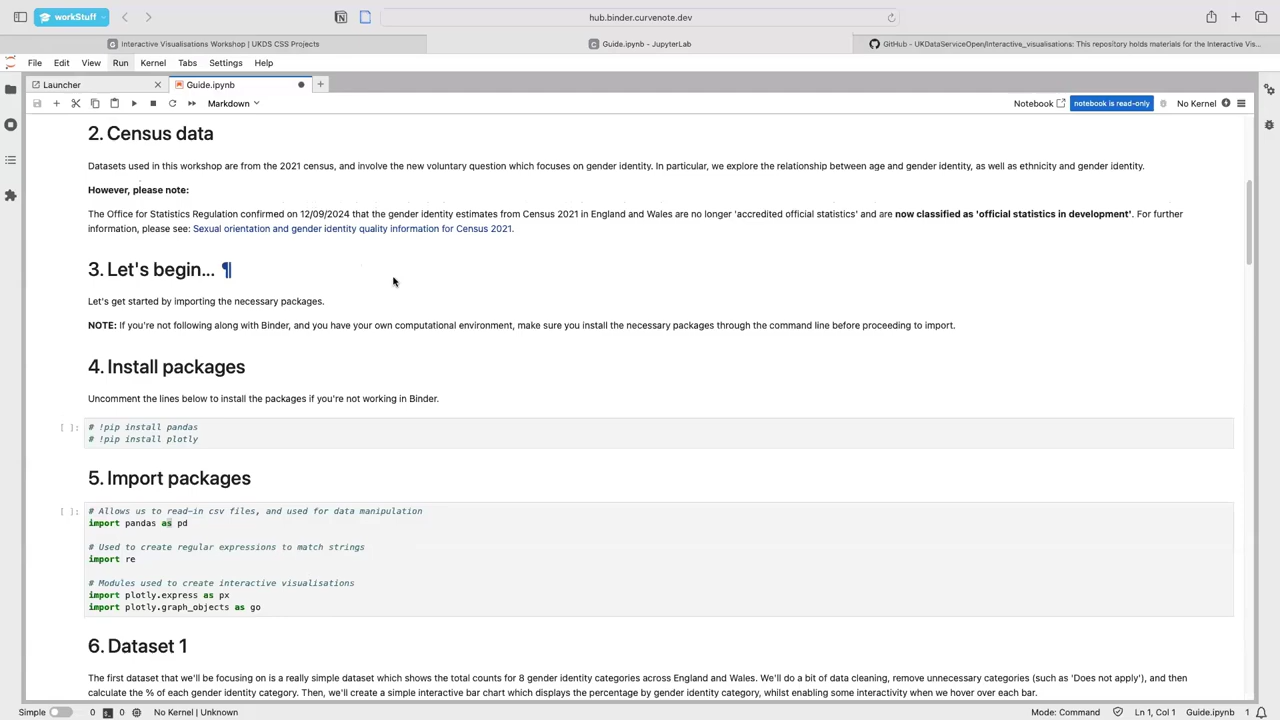 workStuff
hub.binder.curvenote.dev
Interactive Visualisations Workshop | UKDS CSS Projects
Guide.ipynb - JupyterLab
GitHub - UKDataServiceOpen/Interactive_visualisations: This repository holds materials for the Interactive Vis...
File Edit View Run Kernel Tabs Settings Help
Launcher
Guide.ipynb
Markdown
Notebook
notebook is read-only
No Kernel
2. Census data
Datasets used in this workshop are from the 2021 census, and involve the new voluntary question which focuses on gender identity. In particular, we explore the relationship between age and gender identity, as well as ethnicity and gender identity.
However, please note:
The Office for Statistics Regulation confirmed on 12/09/2024 that the gender identity estimates from Census 2021 in England and Wales are no longer 'accredited official statistics' and are now classified as 'official statistics in development'. For further
information, please see: Sexual orientation and gender identity quality information for Census 2021.
3. Let's begin... ¶
Let's get started by importing the necessary packages.
NOTE: If you're not following along with Binder, and you have your own computational environment, make sure you install the necessary packages through the command line before proceeding to import.
4. Install packages
Uncomment the lines below to install the packages if you're not working in Binder.
[ ]: # !pip install pandas
# !pip install plotly
5. Import packages
[ ]: # Allows us to read-in csv files, and used for data manipulation
import pandas as pd
# Used to create regular expressions to match strings
import re
# Modules used to create interactive visualisations
import plotly.express as px
import plotly.graph_objects as go
6. Dataset 1
The first dataset that we'll be focusing on is a really simple dataset which shows the total counts for 8 gender identity categories across England and Wales. We'll do a bit of data cleaning, remove unnecessary categories (such as 'Does not apply'), and then
calculate the % of each gender identity category. Then, we'll create a simple interactive bar chart which displays the percentage by gender identity category, whilst enabling some interactivity when we hover over each bar.
Simple 0 0 No Kernel | Unknown
Mode: Command Ln 1, Col 1 Guide.ipynb 1